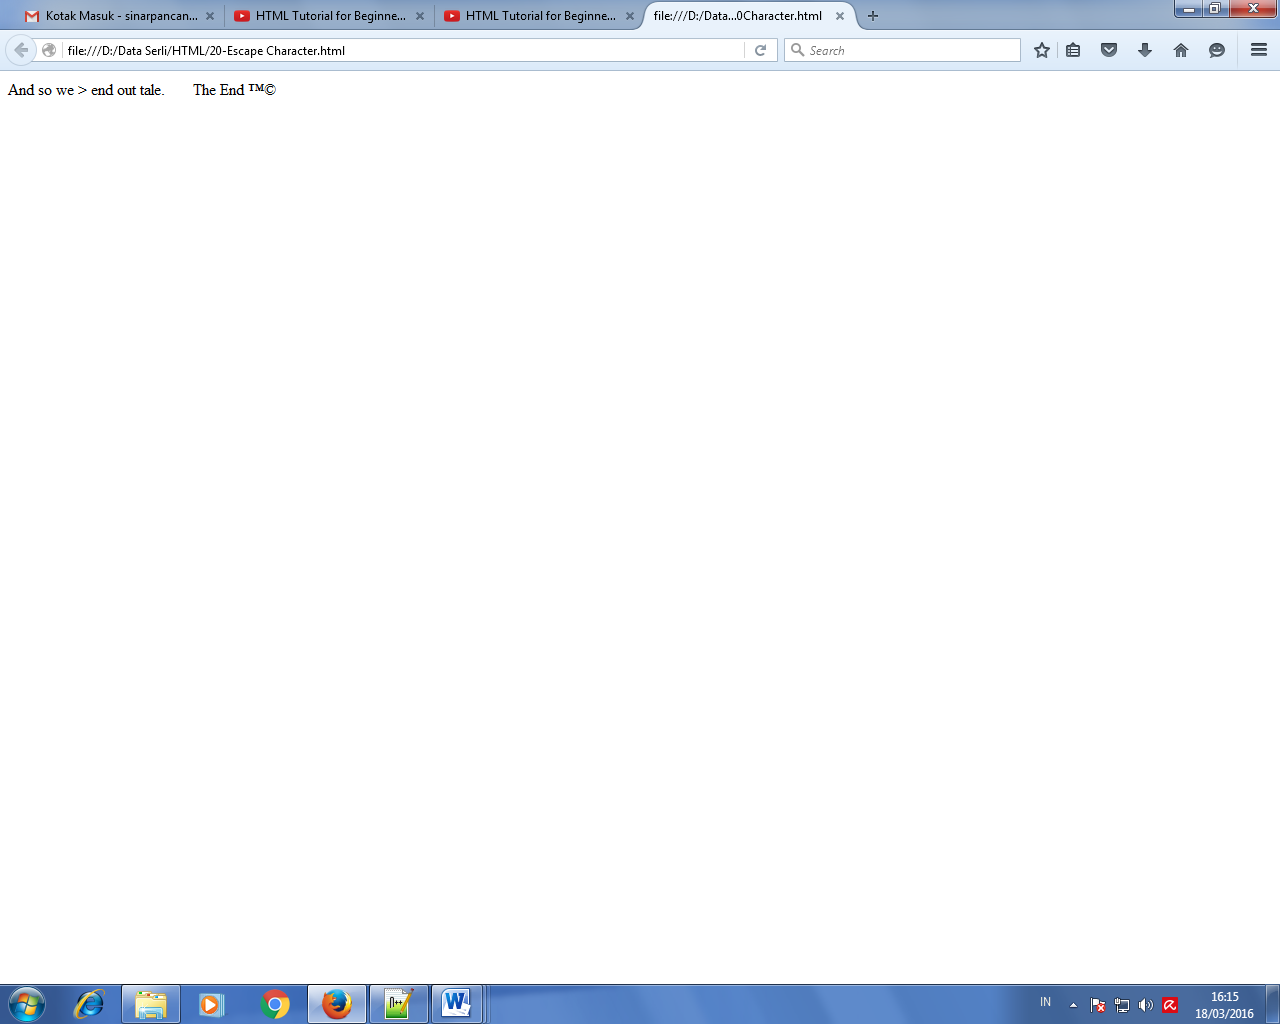 Kotak Masuk - sinarpancan... HTML Tutorial for Beginne... HTML Tutorial for Beginne... file:///D:/Data...0Character.html
file:///D:/Data Serli/HTML/20-Escape Character.html Search
And so we > end out tale. The End ™©
IN 16:15
18/03/2016